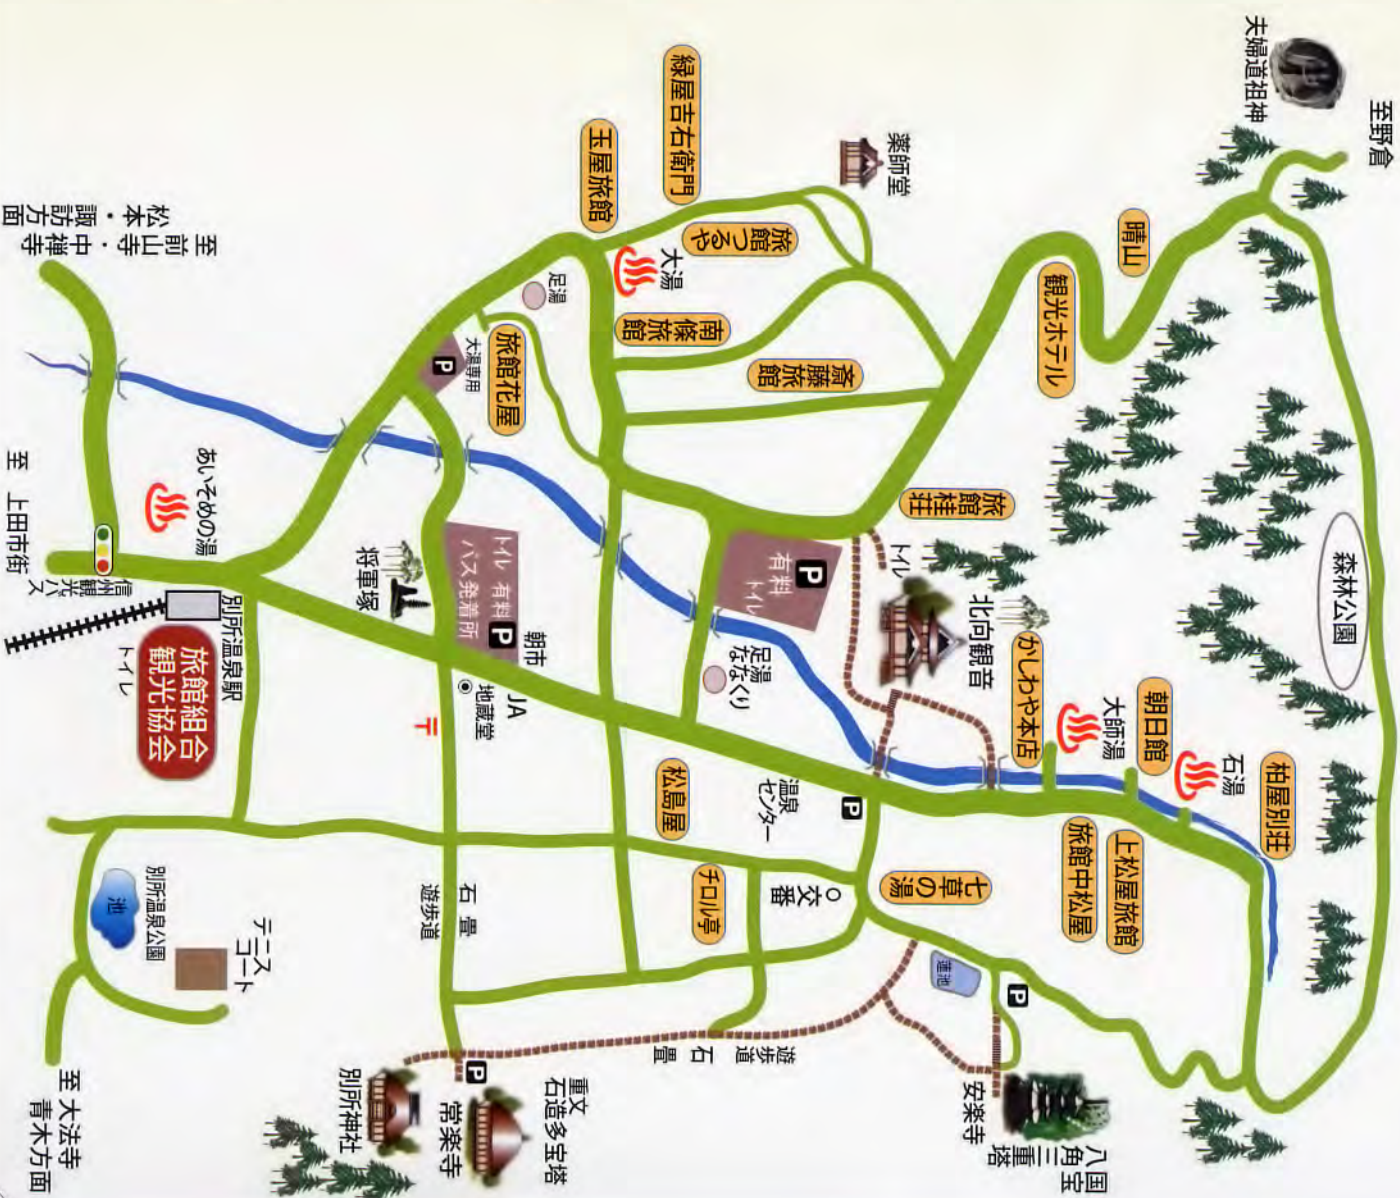 至野倉
夫婦道祖神
森林公園
晴山
観光ホテル
薬師堂
緑屋吉右衛門
玉屋旅館
旅館つるや
大湯
足湯
南條旅館
斎藤旅館
旅館花屋
大湯専用
P
旅館桂荘
トイレ
北向観音
P
有料
トイレ
かしわや本店
大師湯
朝日館
石湯
柏屋別荘
上松屋旅館
旅館中松屋
足湯
ななくり
温泉
センター
P
七草の湯
交番
松島屋
チロル亭
蓮池
P
安楽寺
国宝
八角三重塔
遊歩道
石畳
重文
石造多宝塔
P
常楽寺
別所神社
朝市
トイレ 有料 P
バス発着所
将軍塚
JA
地蔵堂
〒
石畳
遊歩道
至
前山寺・中禅寺
松本・諏訪方面
至 上田市街
あいそめの湯
信州
観光バス
別所温泉駅
旅館組合
観光協会
トイレ
別所温泉公園
池
テニス
コート
至 大法寺
青木方面